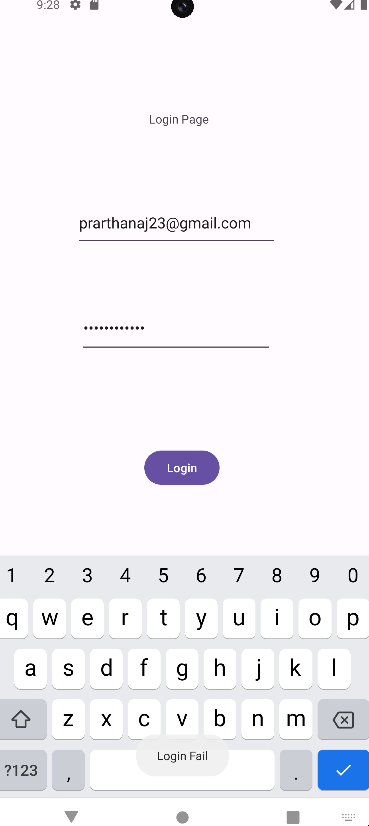 9:28
Login Page
prarthanaj23@gmail.com
••••••••••••
Login
1 2 3 4 5 6 7 8 9 0
q w e r t y u i o p
a s d f g h j k l
z x c v b n m
?123 , .
Login Fail